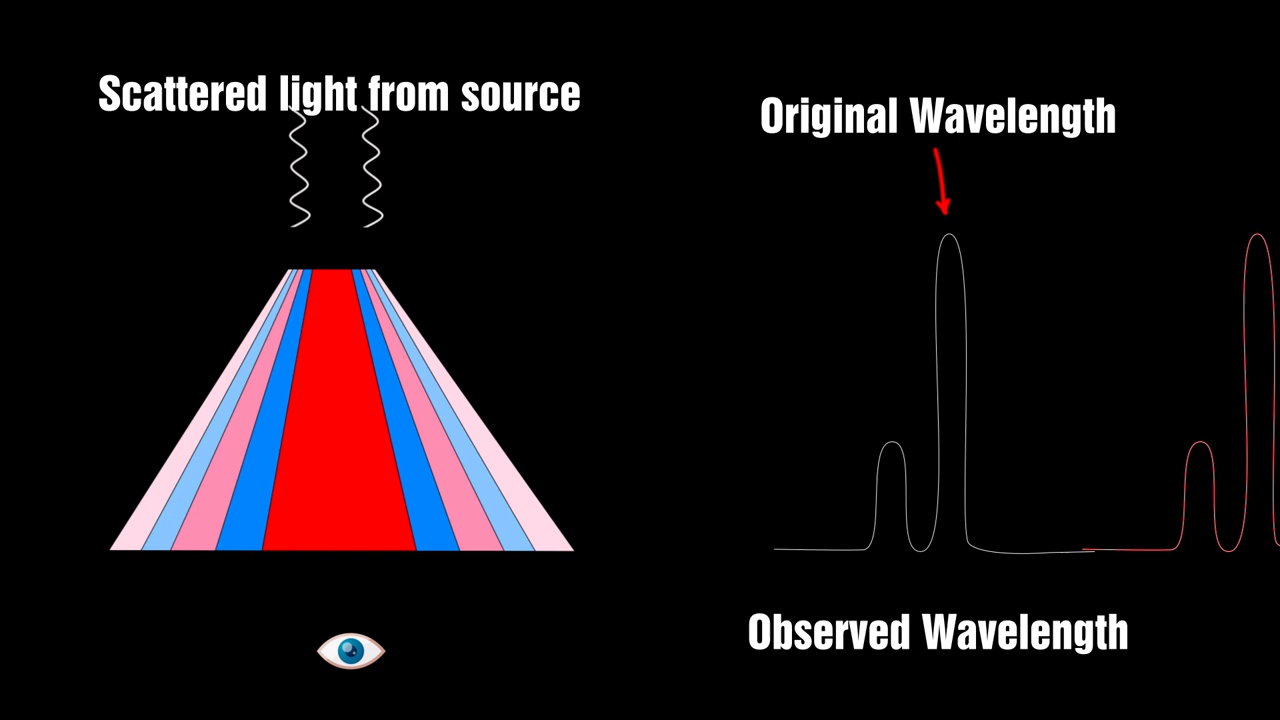 Scattered light from source
Original Wavelength
Observed Wavelength